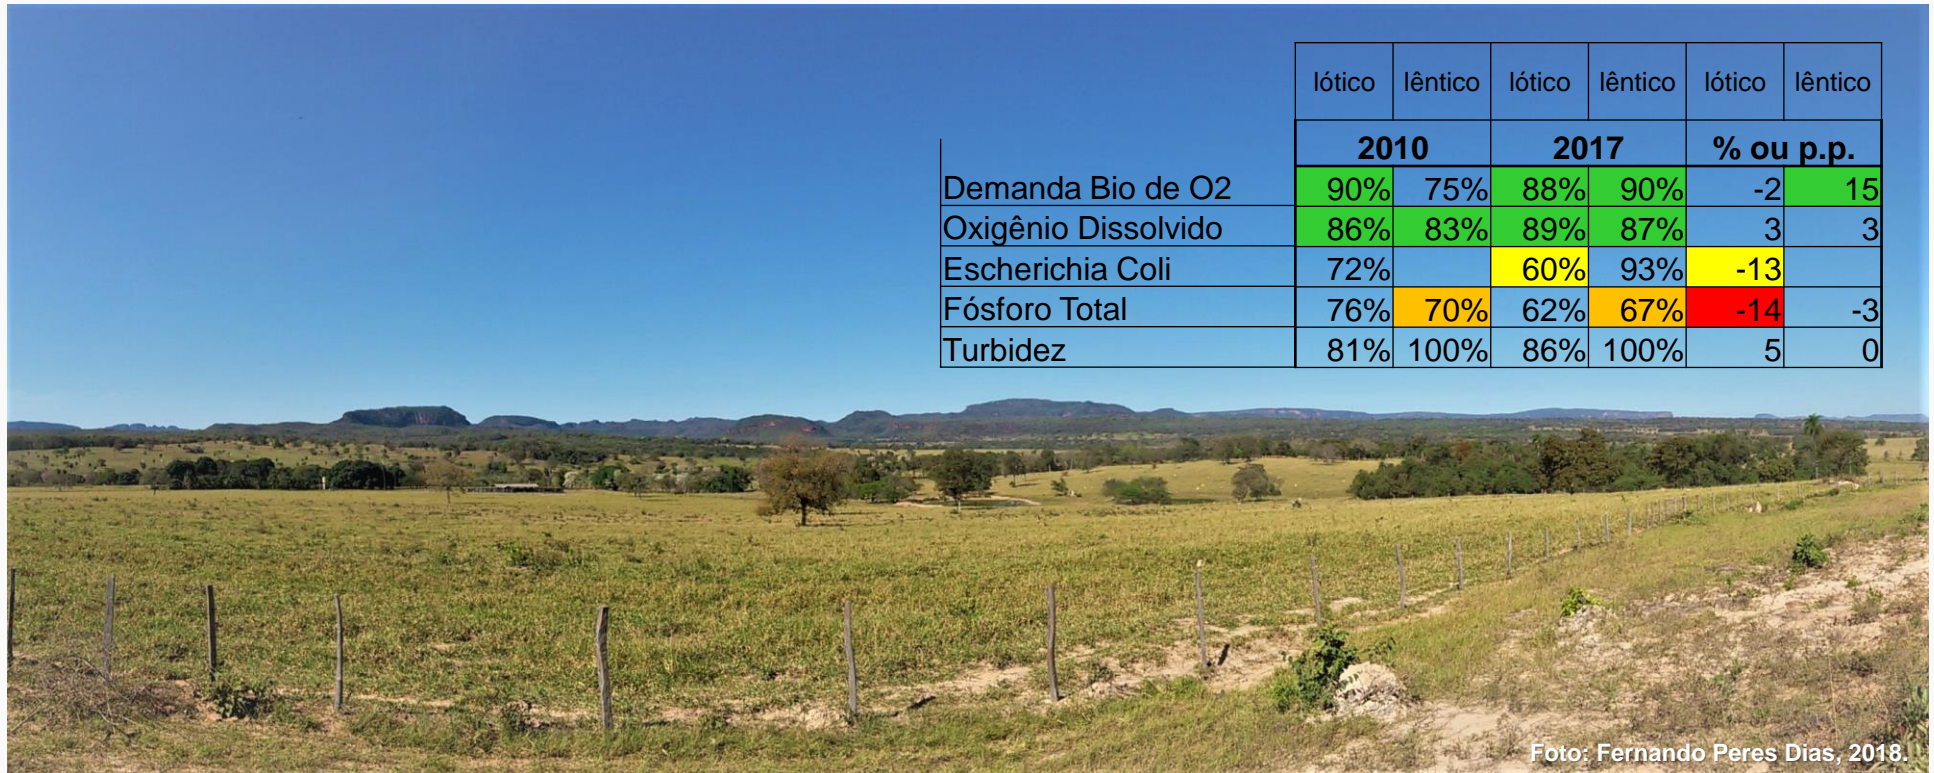 lótico lêntico lótico lêntico lótico lêntico
2010 2017 % ou p.p.
Demanda Bio de O2 90% 75% 88% 90% -2 15
Oxigênio Dissolvido 86% 83% 89% 87% 3 3
Escherichia Coli 72% 60% 93% -13
Fósforo Total 76% 70% 62% 67% -14 -3
Turbidez 81% 100% 86% 100% 5 0
Foto: Fernando Peres Dias, 2018.